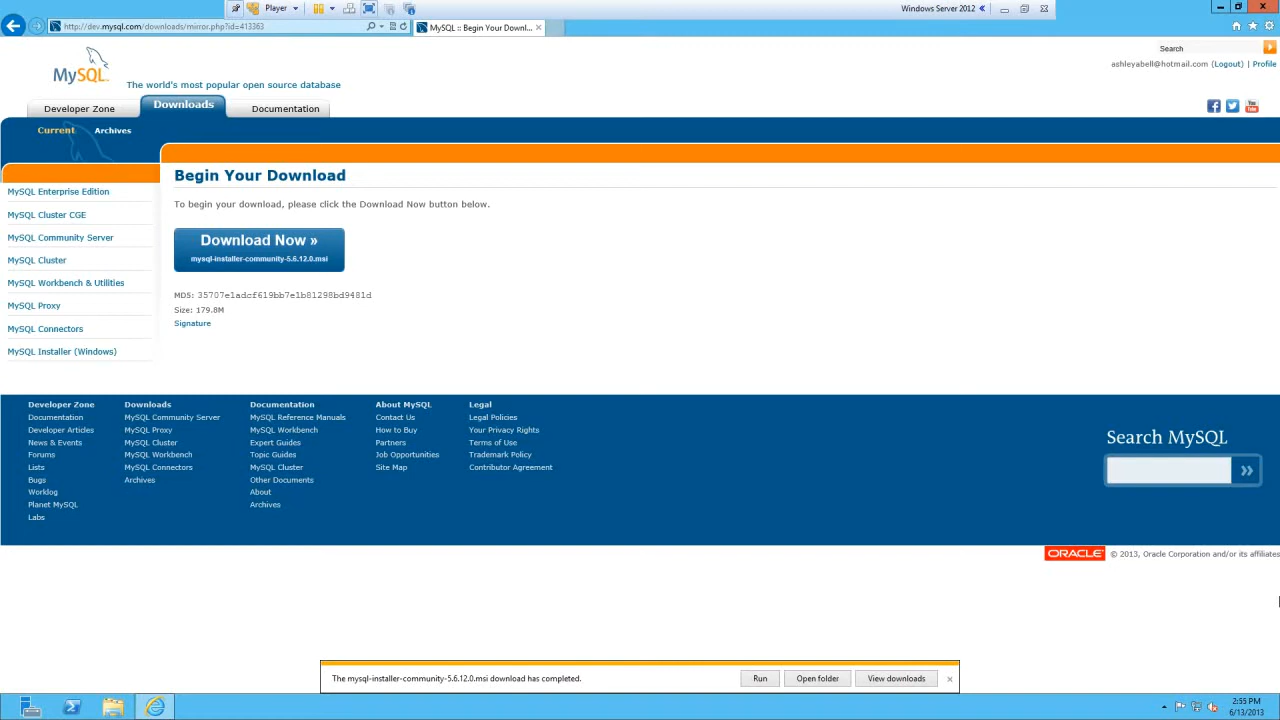 Player
Windows Server 2012
http://dev.mysql.com/downloads/mirror.php?id=413363
MySQL :: Begin Your Downl...
Search
MySQL
The world's most popular open source database
ashleyabell@hotmail.com (Logout) | Profile
Developer Zone
Downloads
Documentation
Current
Archives
Begin Your Download
MySQL Enterprise Edition
MySQL Cluster CGE
MySQL Community Server
MySQL Cluster
MySQL Workbench & Utilities
MySQL Proxy
MySQL Connectors
MySQL Installer (Windows)
To begin your download, please click the Download Now button below.
Download Now »
mysql-installer-community-5.6.12.0.msi
MD5: 35707e1adcf619bb7e1b81298bd9481d
Size: 179.8M
Signature
Developer Zone
Documentation
Developer Articles
News & Events
Forums
Lists
Bugs
Worklog
Planet MySQL
Labs
Downloads
MySQL Community Server
MySQL Proxy
MySQL Cluster
MySQL Workbench
MySQL Connectors
Archives
Documentation
MySQL Reference Manuals
MySQL Workbench
Expert Guides
Topic Guides
MySQL Cluster
Other Documents
About
Archives
About MySQL
Contact Us
How to Buy
Partners
Job Opportunities
Site Map
Legal
Legal Policies
Your Privacy Rights
Terms of Use
Trademark Policy
Contributor Agreement
Search MySQL
ORACLE
© 2013, Oracle Corporation and/or its affiliates
The mysql-installer-community-5.6.12.0.msi download has completed.
Run
Open folder
View downloads
2:55 PM
6/13/2013